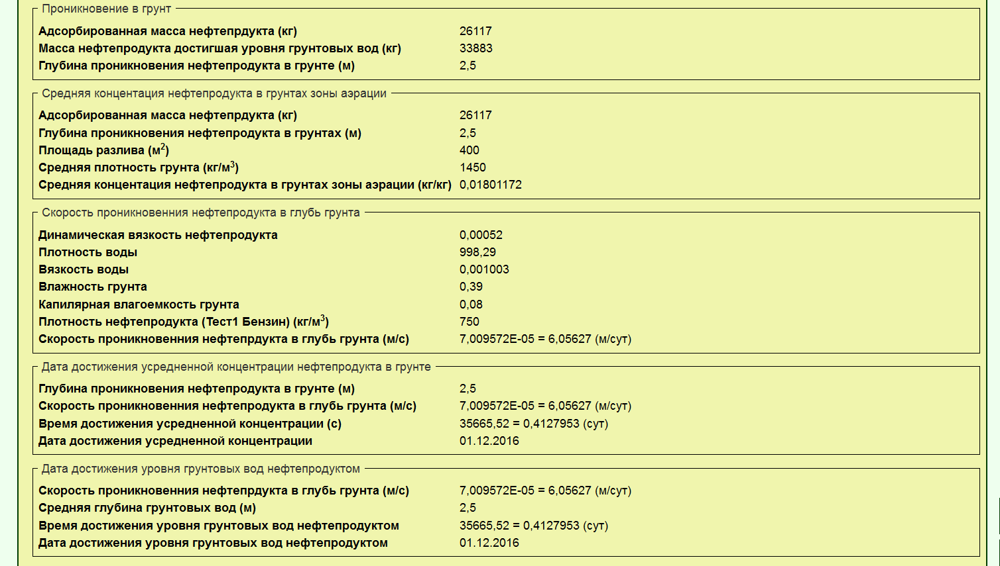 Проникновение в грунт
Адсорбированная масса нефтепрдукта (кг) 26117
Масса нефтепродукта достигшая уровня грунтовых вод (кг) 33883
Глубина проникновения нефтепродукта в грунте (м) 2,5
Средняя концентация нефтепродукта в грунтах зоны аэрации
Адсорбированная масса нефтепрдукта (кг) 26117
Глубина проникновения нефтепродукта в грунтах (м) 2,5
Площадь разлива (м²) 400
Средняя плотность грунта (кг/м³) 1450
Средняя концентация нефтепродукта в грунтах зоны аэрации (кг/кг) 0,01801172
Скорость проникновенния нефтепродукта в глубь грунта
Динамическая вязкость нефтепродукта 0,00052
Плотность воды 998,29
Вязкость воды 0,001003
Влажность грунта 0,39
Капилярная влагоемкость грунта 0,08
Плотность нефтепродукта (Тест1 Бензин) (кг/м³) 750
Скорость проникновенния нефтепрдукта в глубь грунта (м/с) 7,009572E-05 = 6,05627 (м/сут)
Дата достижения усредненной концентрации нефтепродукта в грунте
Глубина проникновения нефтепродукта в грунте (м) 2,5
Скорость проникновенния нефтепродукта в глубь грунта (м/с) 7,009572E-05 = 6,05627 (м/сут)
Время достижения усредненной концентрации (с) 35665,52 = 0,4127953 (сут)
Дата достижения усредненной концентрации 01.12.2016
Дата достижения уровня грунтовых вод нефтепродуктом
Скорость проникновенния нефтепрдукта в глубь грунта (м/с) 7,009572E-05 = 6,05627 (м/сут)
Средняя глубина грунтовых вод (м) 2,5
Время достижения уровня грунтовых вод нефтепродуктом 35665,52 = 0,4127953 (сут)
Дата достижения уровня грунтовых вод нефтепродуктом 01.12.2016